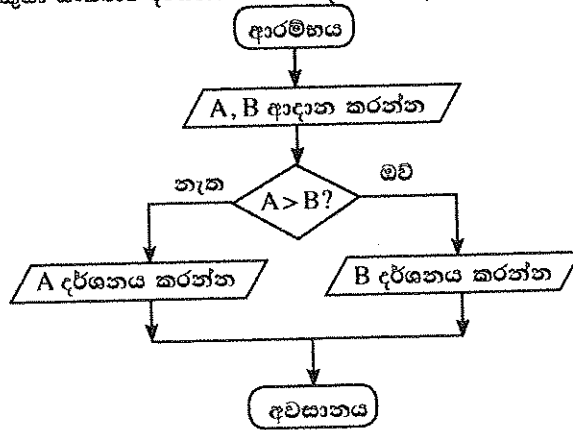 ආරම්භය
A, B ආදාන කරන්න
නැත
ඔව්
A > B?
A දර්ශනය කරන්න
B දර්ශනය කරන්න
අවසානය